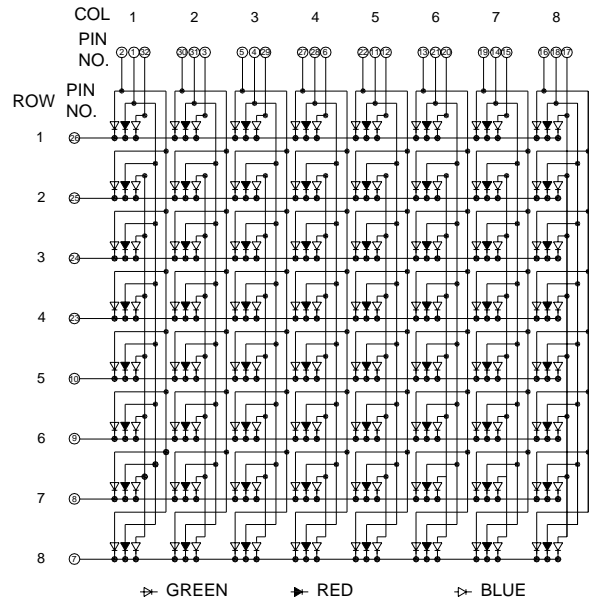 COL 1 2 3 4 5 6 7 8
PIN
NO.
2 1 32 30 31 3 5 4 29 27 28 6 22 11 12 13 21 20 19 14 15 16 18 17
ROW PIN
NO.
1 26
2 25
3 24
4 23
5 10
6 9
7 8
8 7
GREEN RED BLUE